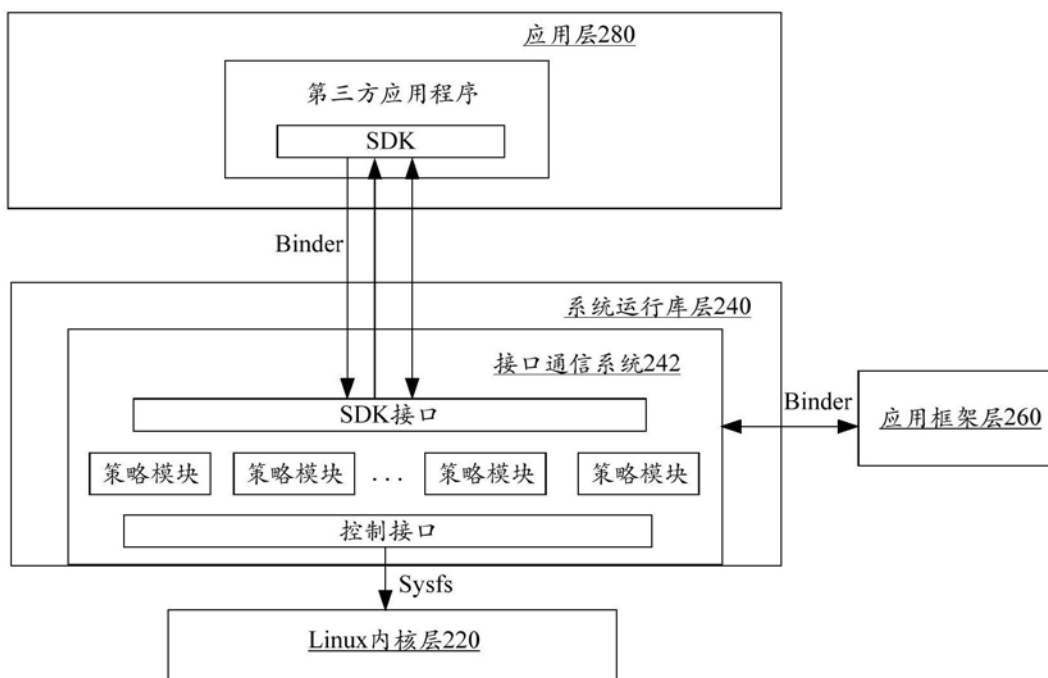 应用层280
第三方应用程序
SDK
Binder
系统运行库层240
接口通信系统242
SDK接口
Binder
应用框架层260
策略模块 策略模块 ... 策略模块 策略模块
控制接口
Sysfs
Linux内核层220